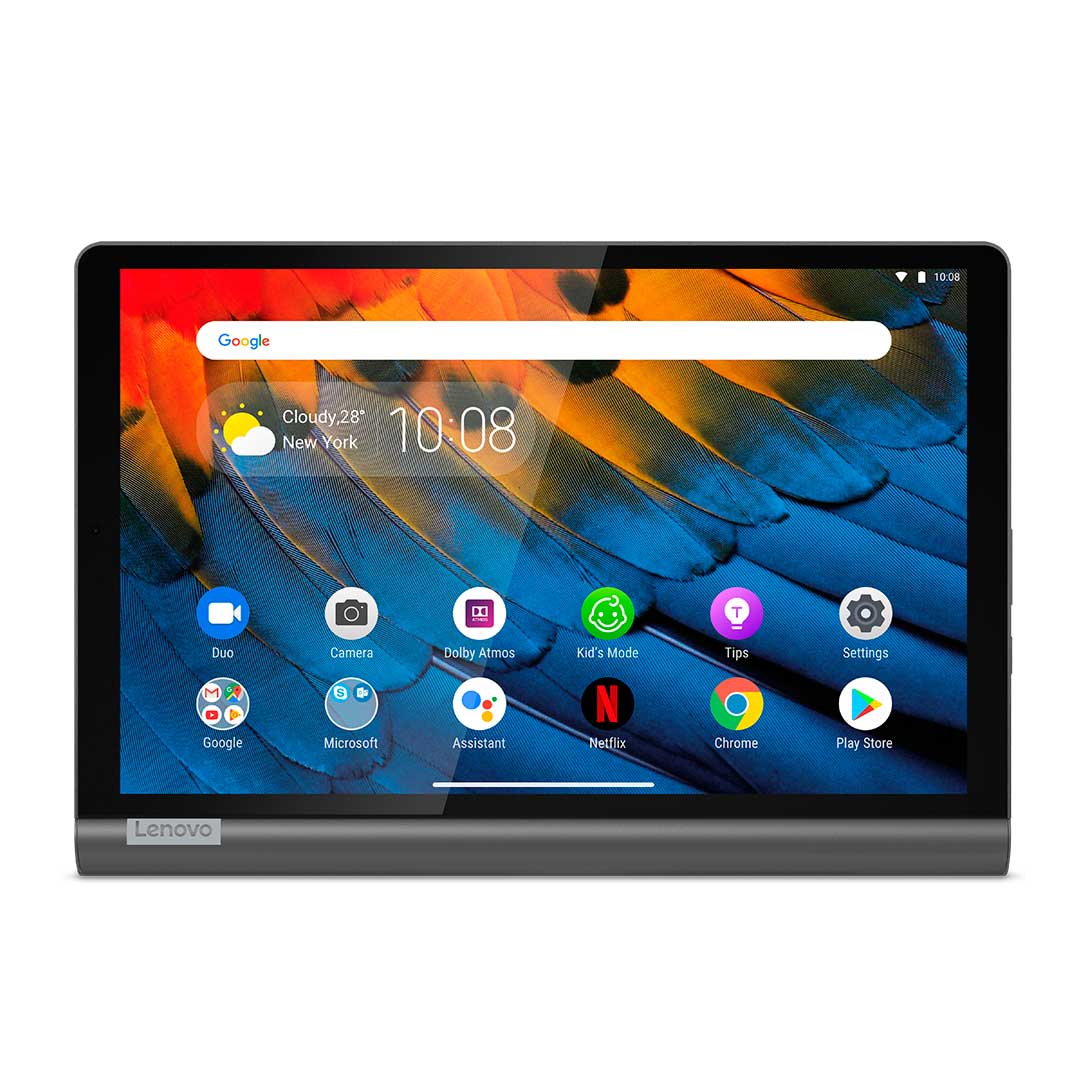 10:08
Google
Cloudy,28°
New York
10:08
Duo
Camera
ATMOS
Dolby Atmos
Kid's Mode
T
Tips
Settings
Google
Microsoft
Assistant
N
Netflix
Chrome
Play Store
Lenovo